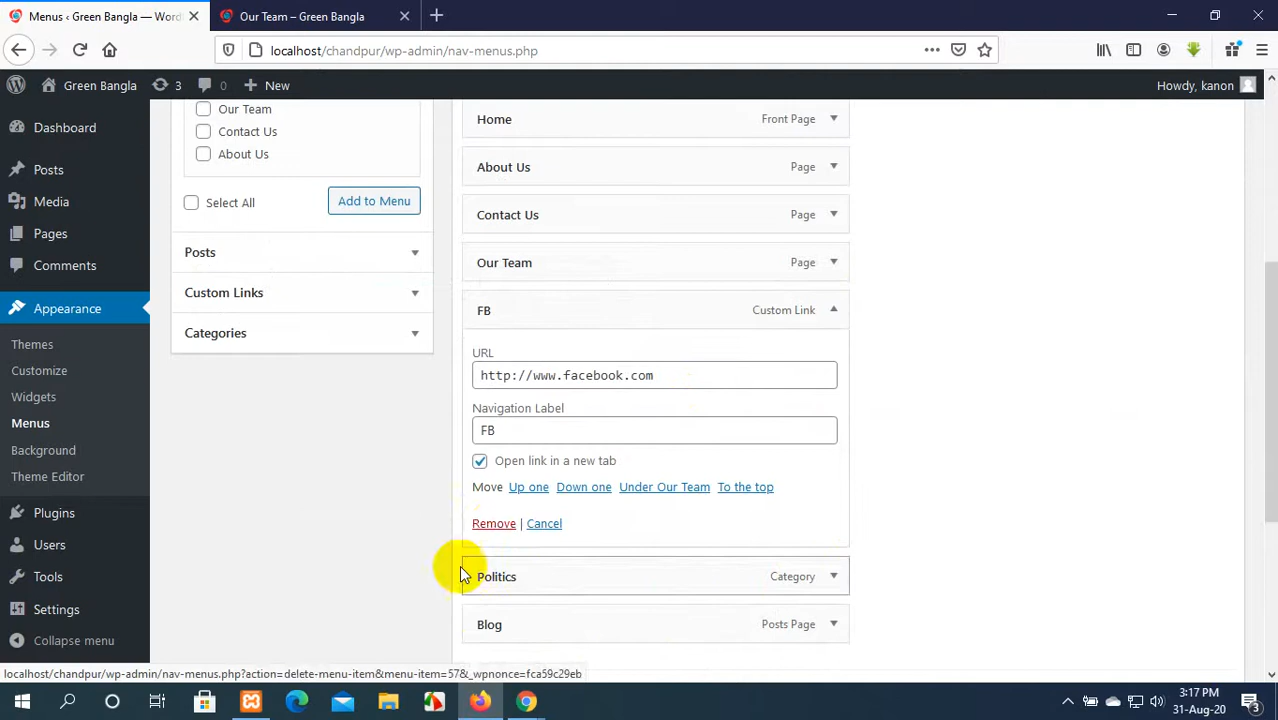 Menus ‹ Green Bangla — Word
Our Team – Green Bangla
localhost/chandpur/wp-admin/nav-menus.php
Green Bangla
3
0
New
Howdy, kanon
Dashboard
Posts
Media
Pages
Comments
Appearance
Themes
Customize
Widgets
Menus
Background
Theme Editor
Plugins
Users
Tools
Settings
Collapse menu
Our Team
Contact Us
About Us
Select All
Add to Menu
Posts
Custom Links
Categories
Home Front Page
About Us Page
Contact Us Page
Our Team Page
FB Custom Link
URL
http://www.facebook.com
Navigation Label
FB
Open link in a new tab
Move Up one Down one Under Our Team To the top
Remove | Cancel
Politics Category
Blog Posts Page
localhost/chandpur/wp-admin/nav-menus.php?action=delete-menu-item&menu-item=57&_wpnonce=fca59c29eb
3:17 PM
31-Aug-20
3